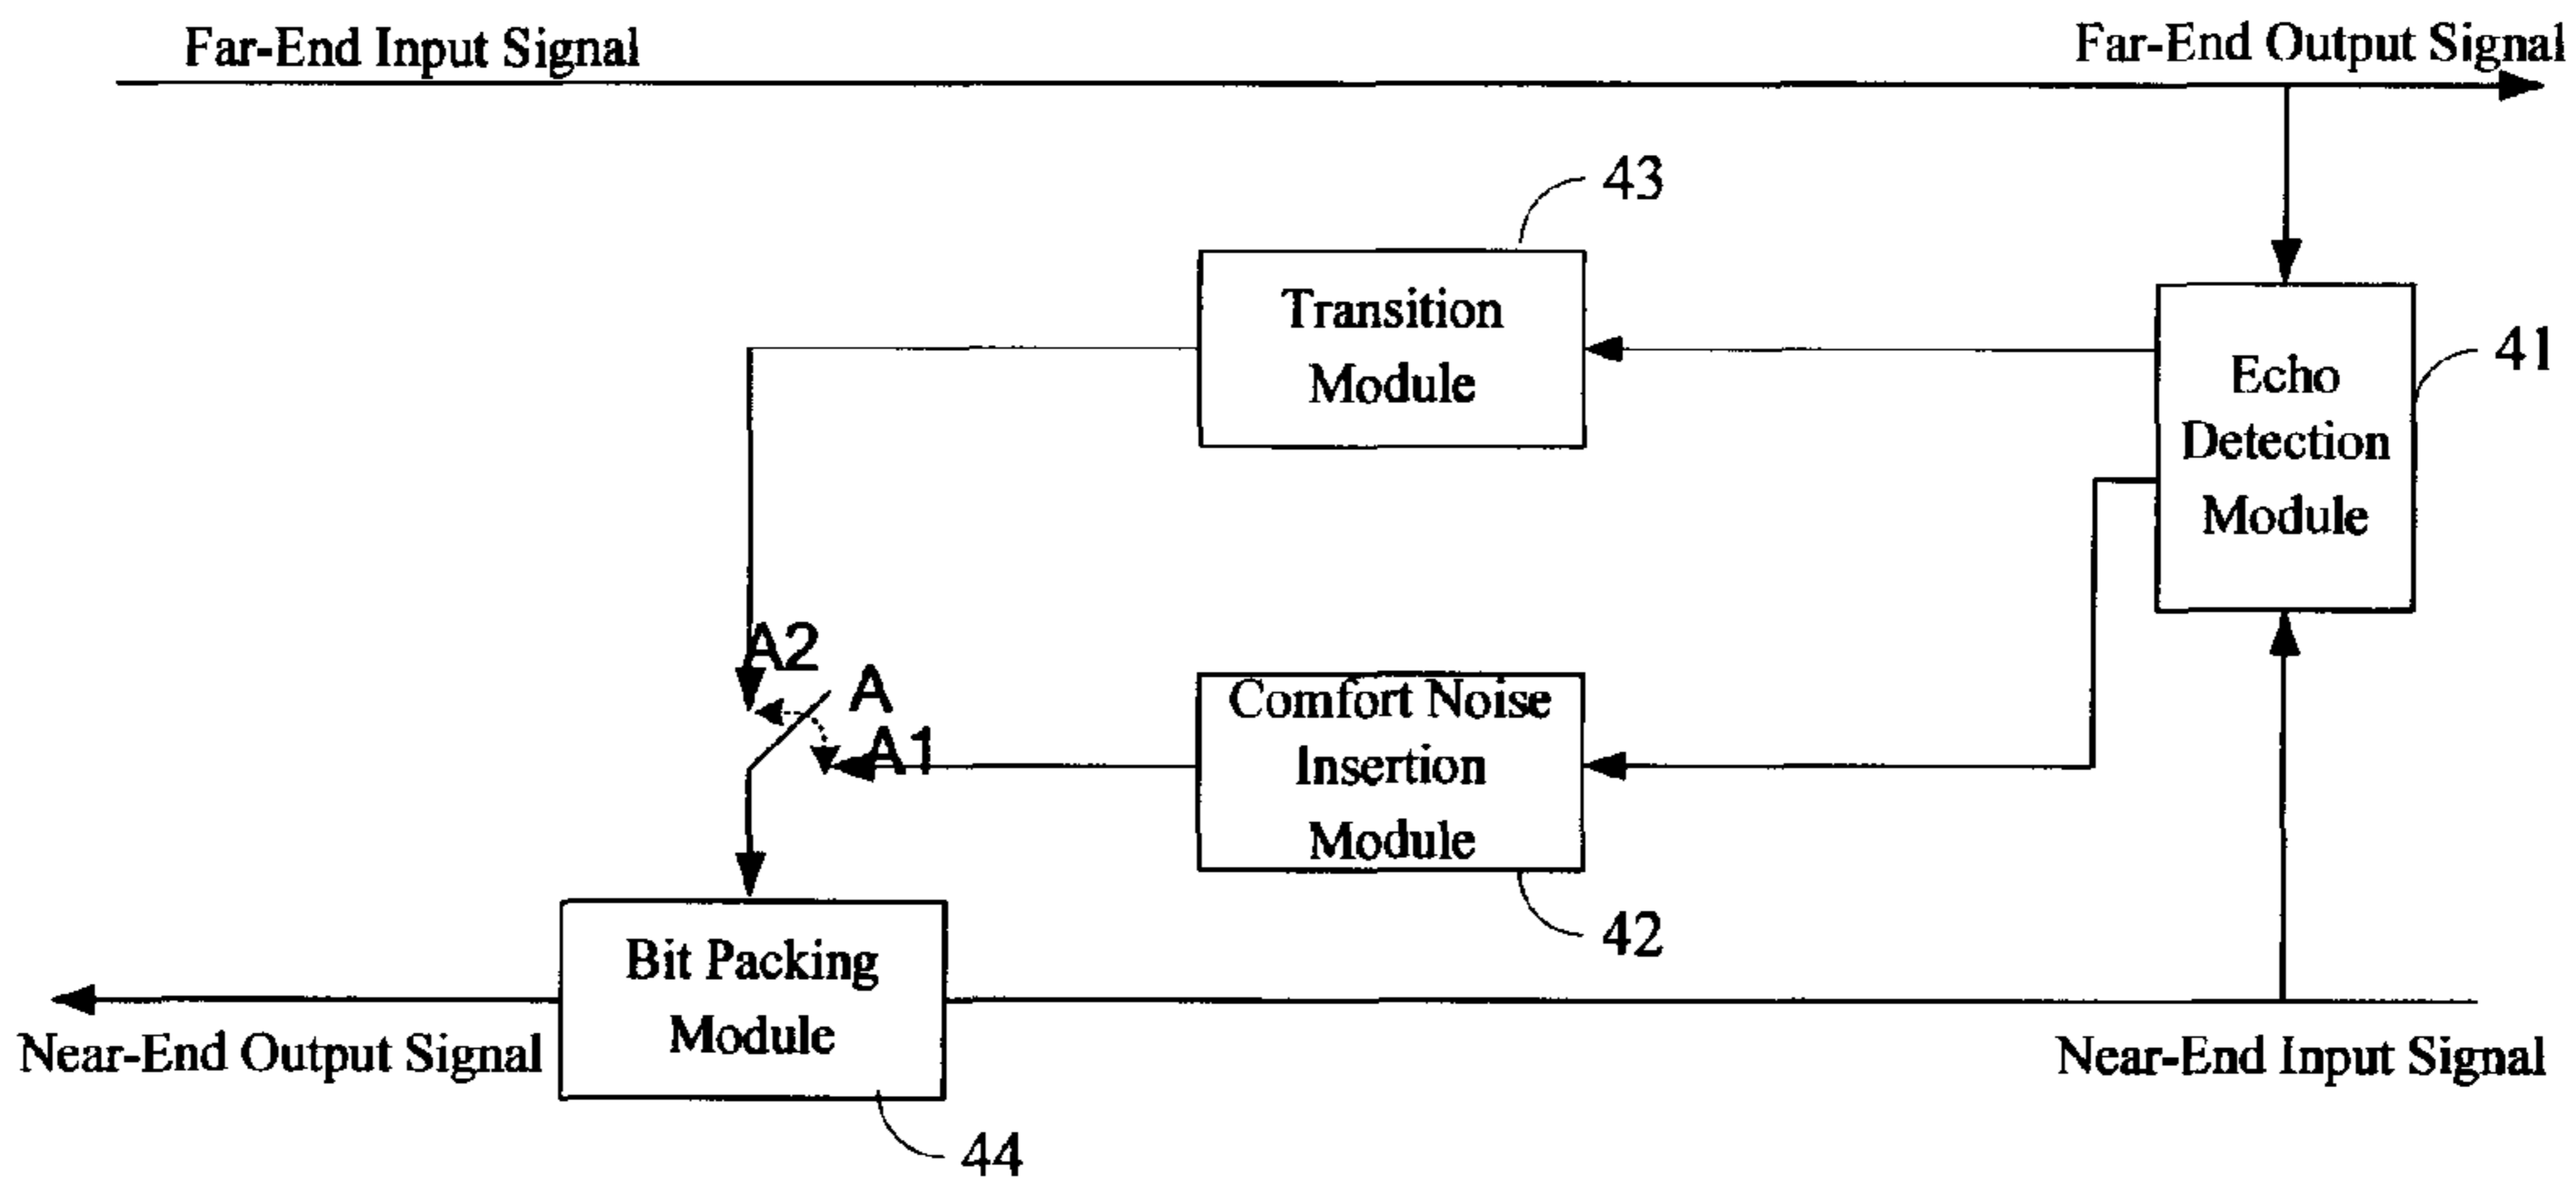 Far-End Input Signal
Far-End Output Signal
43
Transition
Module
41
Echo
Detection
Module
A2
A
A1
Comfort Noise
Insertion
Module
42
Bit Packing
Module
Near-End Output Signal
Near-End Input Signal
44